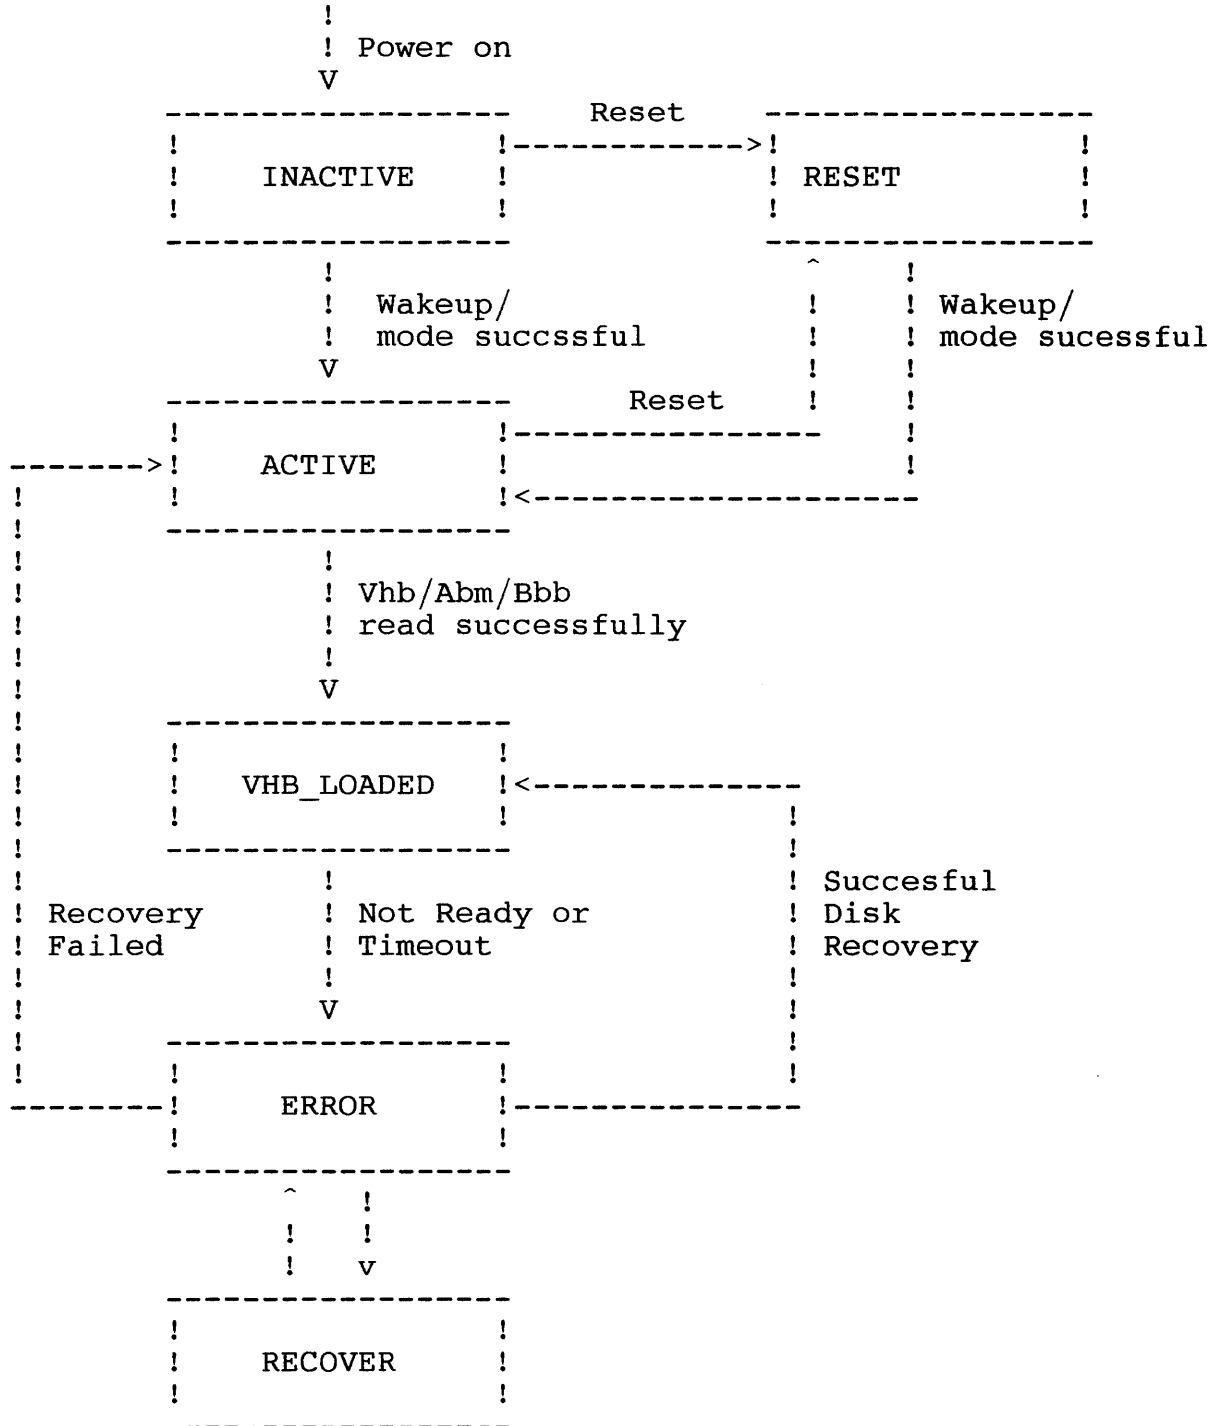 Power on
Reset
INACTIVE
RESET
Wakeup/
mode succssful
Wakeup/
mode sucessful
Reset
ACTIVE
Vhb/Abm/Bbb
read successfully
VHB_LOADED
Recovery
Failed
Not Ready or
Timeout
Succesful
Disk
Recovery
ERROR
RECOVER